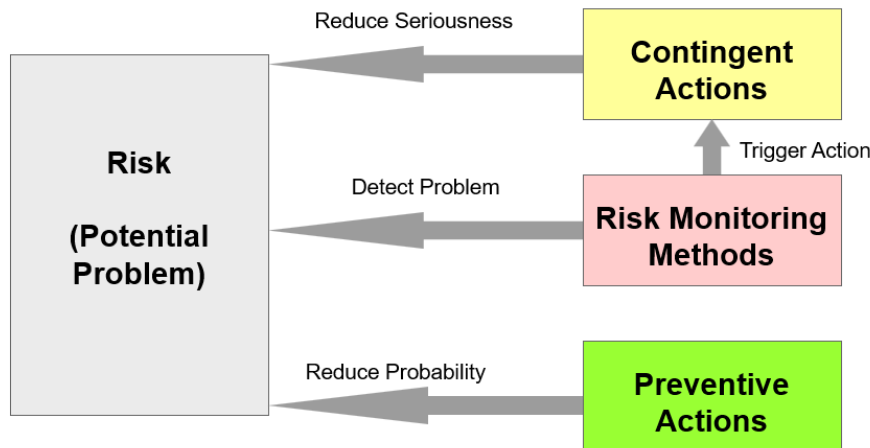 Reduce Seriousness
Contingent
Actions
Trigger Action
Risk
(Potential
Problem)
Detect Problem
Risk Monitoring
Methods
Reduce Probability
Preventive
Actions